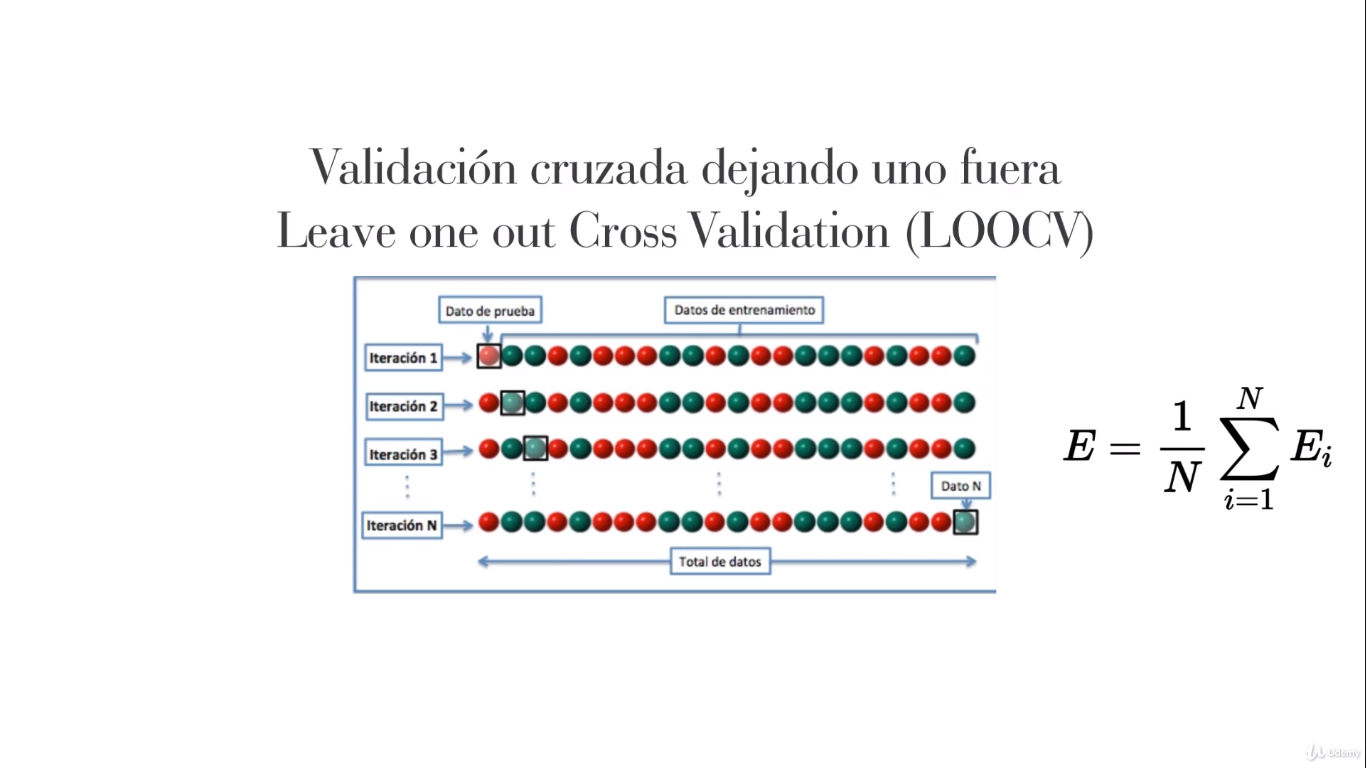 Validación cruzada dejando uno fuera
Leave one out Cross Validation (LOOCV)
Dato de prueba
Datos de entrenamiento
Iteración 1
Iteración 2
Iteración 3
Dato N
Iteración N
Total de datos
E = \frac{1}{N} \sum_{i=1}^{N} E_i
Udemy